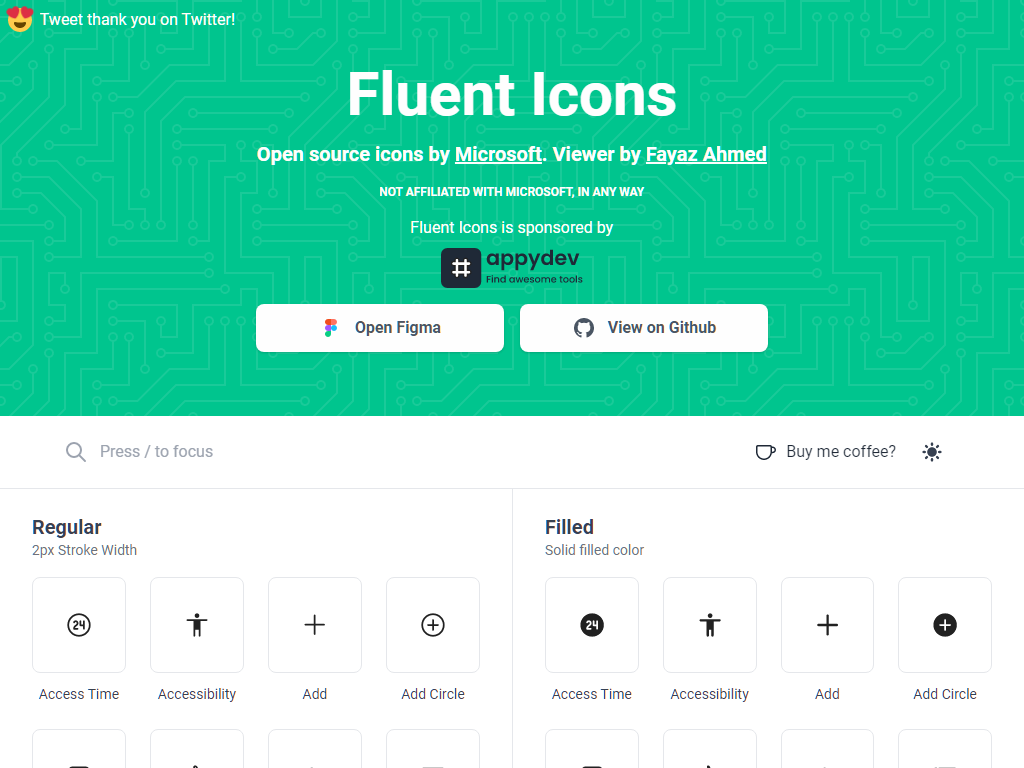 Tweet thank you on Twitter!
Fluent Icons
Open source icons by Microsoft. Viewer by Fayaz Ahmed
NOT AFFILIATED WITH MICROSOFT, IN ANY WAY
Fluent Icons is sponsored by
appydev
Find awesome tools
Open Figma
View on Github
Press / to focus
Buy me coffee?
Regular
2px Stroke Width
24
Access Time
Accessibility
Add
Add Circle
Filled
Solid filled color
24
Access Time
Accessibility
Add
Add Circle